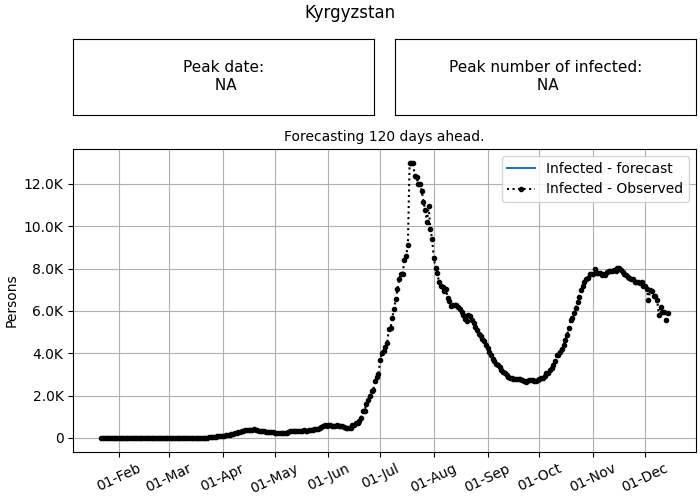 Kyrgyzstan
Peak date:
NA
Peak number of infected:
NA
Forecasting 120 days ahead.
Infected - forecast
Infected - Observed
12.0K
10.0K
8.0K
6.0K
4.0K
2.0K
0
Persons
01-Feb
01-Mar
01-Apr
01-May
01-Jun
01-Jul
01-Aug
01-Sep
01-Oct
01-Nov
01-Dec